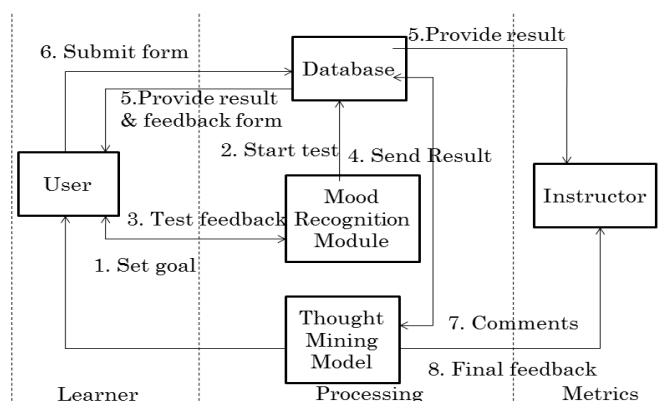 6. Submit form
5.Provide result
Database
5.Provide result
& feedback form
2. Start test
4. Send Result
User
Mood
Recognition
Module
Instructor
3. Test feedback
1. Set goal
Thought
Mining
Model
7. Comments
8. Final feedback
Learner
Processing
Metrics